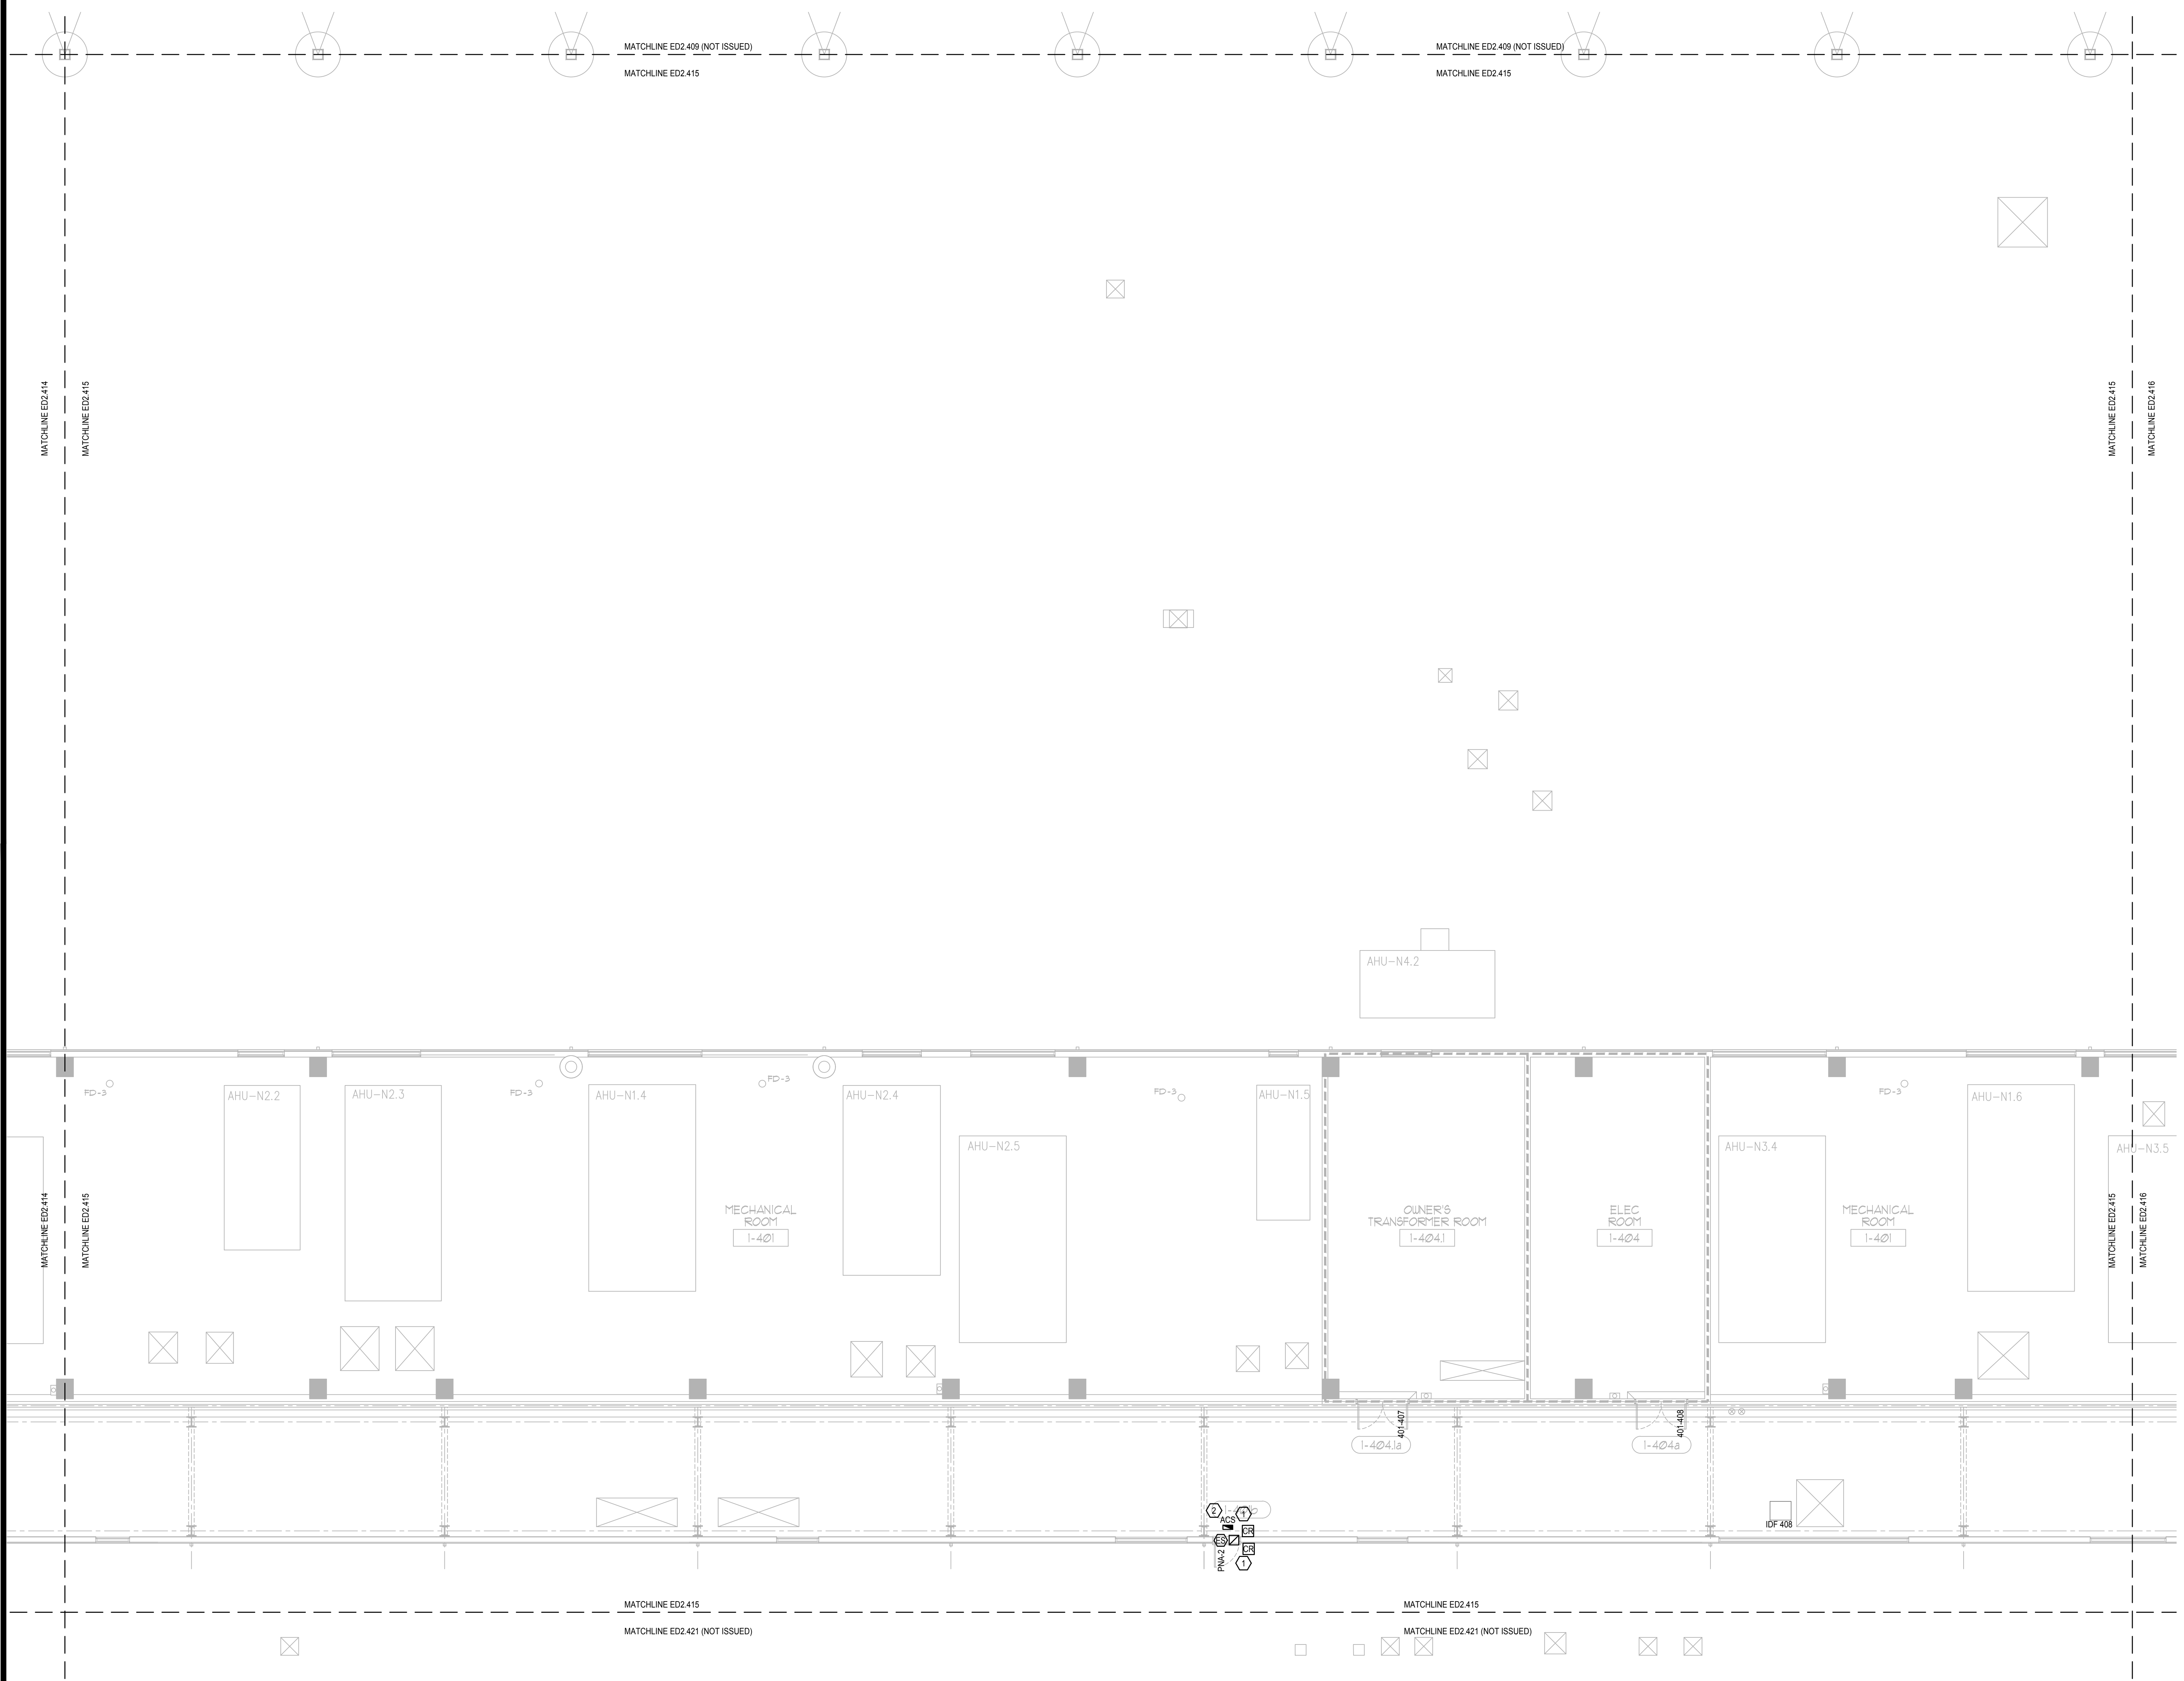 MATCHLINE ED2.409 (NOT ISSUED)
MATCHLINE ED2.409 (NOT ISSUED)
MATCHLINE ED2.415
MATCHLINE ED2.415
MATCHLINE ED2.414
MATCHLINE ED2.415
MATCHLINE ED2.415
MATCHLINE ED2.416
AHU-N4.2
FD-3
AHU-N2.2
AHU-N2.3
FD-3
AHU-N1.4
FD-3
AHU-N2.4
AHU-N2.5
FD-3
AHU-N1.5
AHU-N3.4
FD-3
AHU-N1.6
AHU-N3.5
MATCHLINE ED2.414
MATCHLINE ED2.415
MECHANICAL
ROOM
1-401
OWNER'S
TRANSFORMER ROOM
1-404.1
ELEC
ROOM
1-404
MECHANICAL
ROOM
1-401
MATCHLINE ED2.415
MATCHLINE ED2.416
401-407
401-408
1-404.1a
1-404a
2
1
ACS
CR
ES
CR
PNA-2
1
IDF 408
MATCHLINE ED2.415
MATCHLINE ED2.415
MATCHLINE ED2.421 (NOT ISSUED)
MATCHLINE ED2.421 (NOT ISSUED)